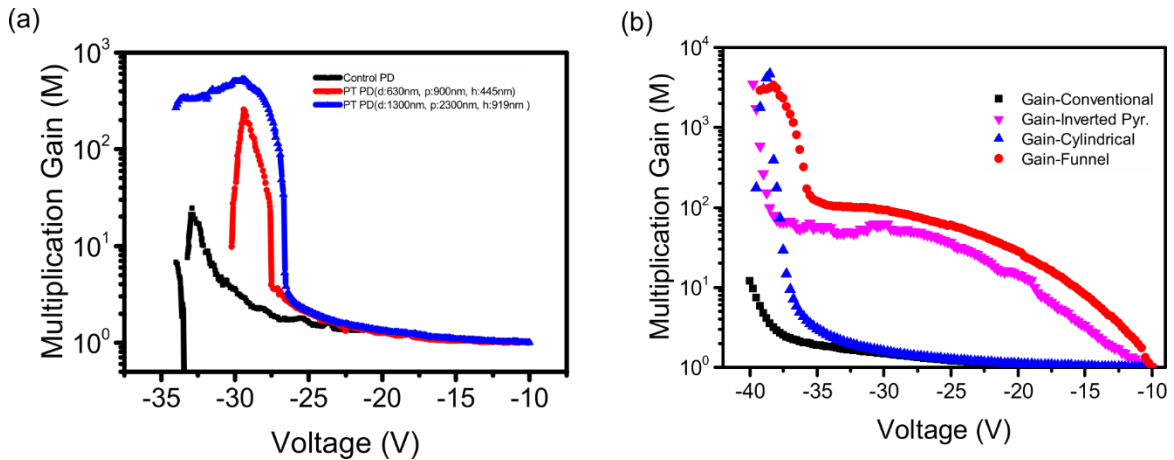 (a)
Multiplication Gain (M)
10³
10²
10¹
10⁰
Control PD
PT PD(d:630nm, p:900nm, h:445nm)
PT PD(d:1300nm, p:2300nm, h:919nm )
-35 -30 -25 -20 -15 -10
Voltage (V)
(b)
Multiplication Gain (M)
10⁴
10³
10²
10¹
10⁰
Gain-Conventional
Gain-Inverted Pyr.
Gain-Cylindrical
Gain-Funnel
-40 -35 -30 -25 -20 -15 -10
Voltage (V)